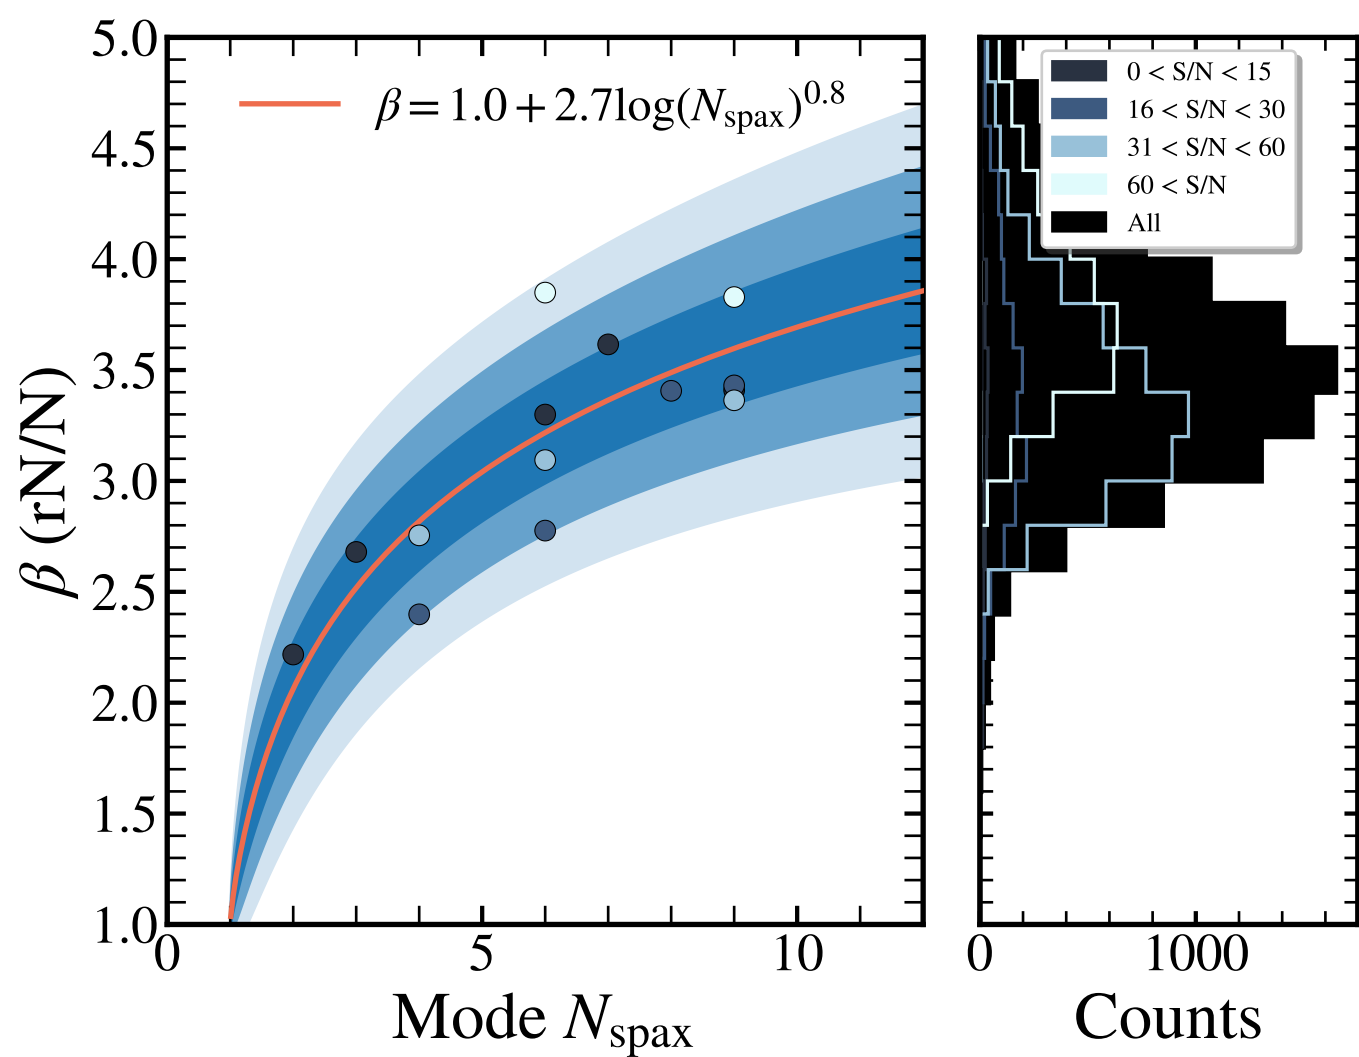 β = 1.0 + 2.7log(N_spax)^0.8
5.0
4.5
4.0
3.5
3.0
2.5
2.0
1.5
1.0
β (rN/N)
0
5
10
Mode N_spax
0 < S/N < 15
16 < S/N < 30
31 < S/N < 60
60 < S/N
All
0
1000
Counts